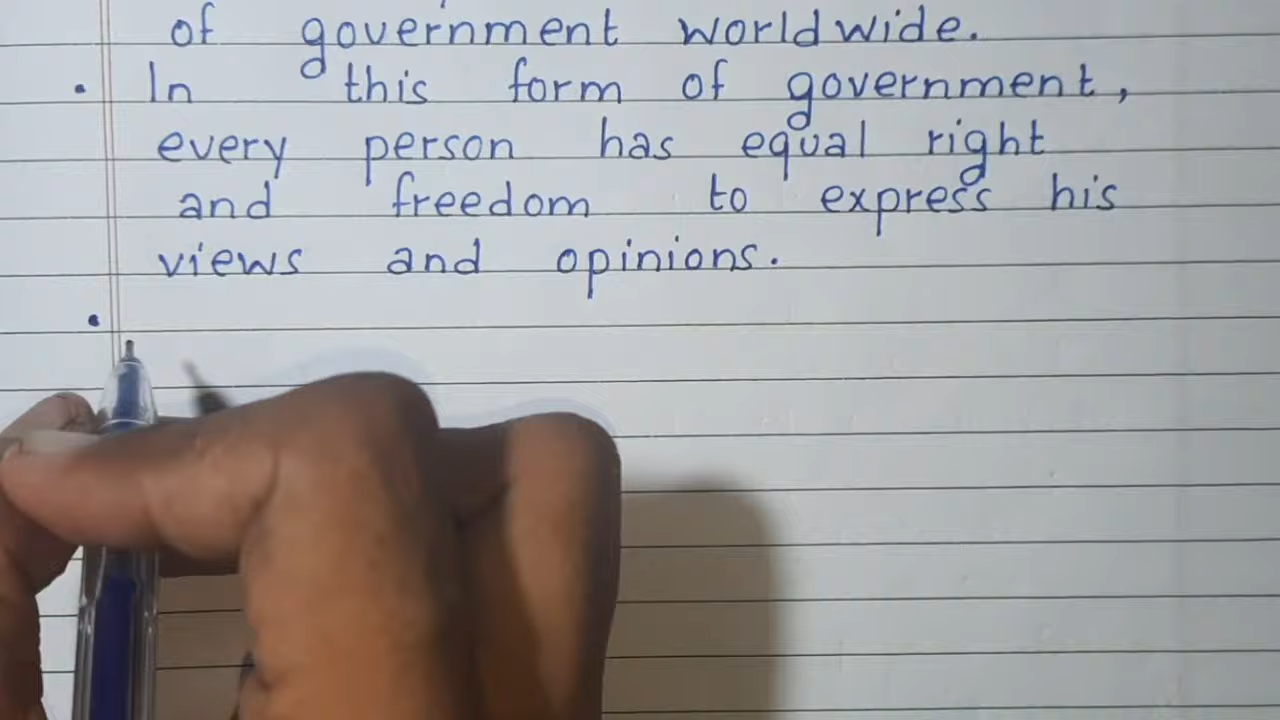 of government worldwide.
• In this form of government,
every person has equal right
and freedom to express his
views and opinions.
•